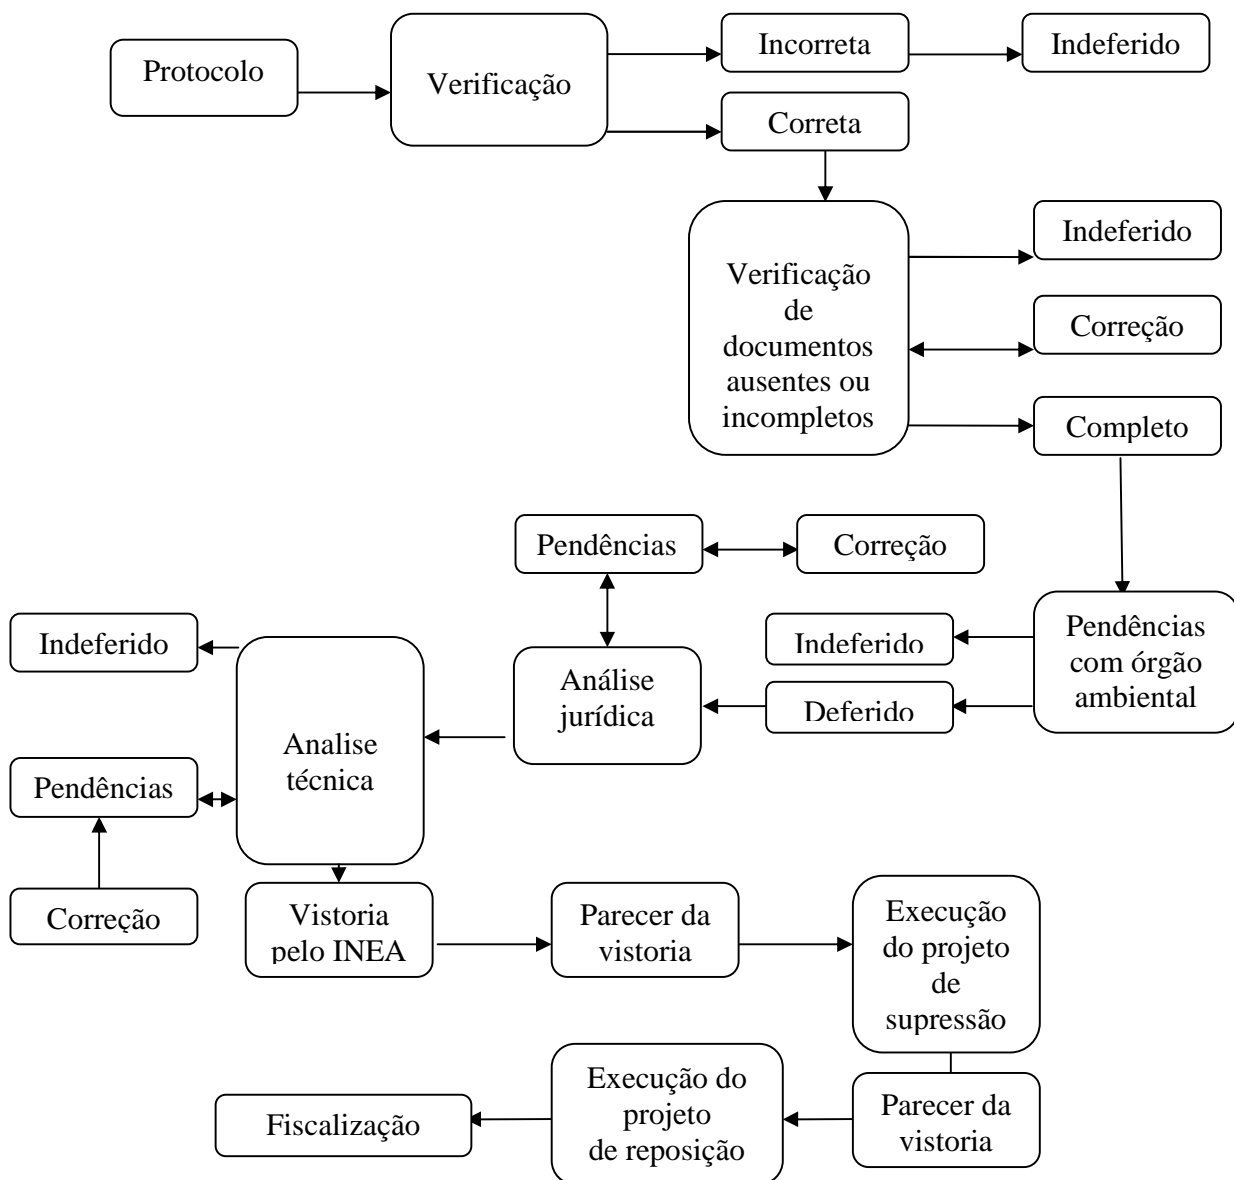 Protocolo
Verificação
Incorreta
Indeferido
Correta
Verificação
de
documentos
ausentes ou
incompletos
Indeferido
Correção
Completo
Pendências
com órgão
ambiental
Indeferido
Deferido
Pendências
Correção
Análise
jurídica
Analise
técnica
Indeferido
Pendências
Correção
Vistoria
pelo INEA
Parecer da
vistoria
Execução
do projeto
de
supressão
Parecer da
vistoria
Execução do
projeto
de reposição
Fiscalização